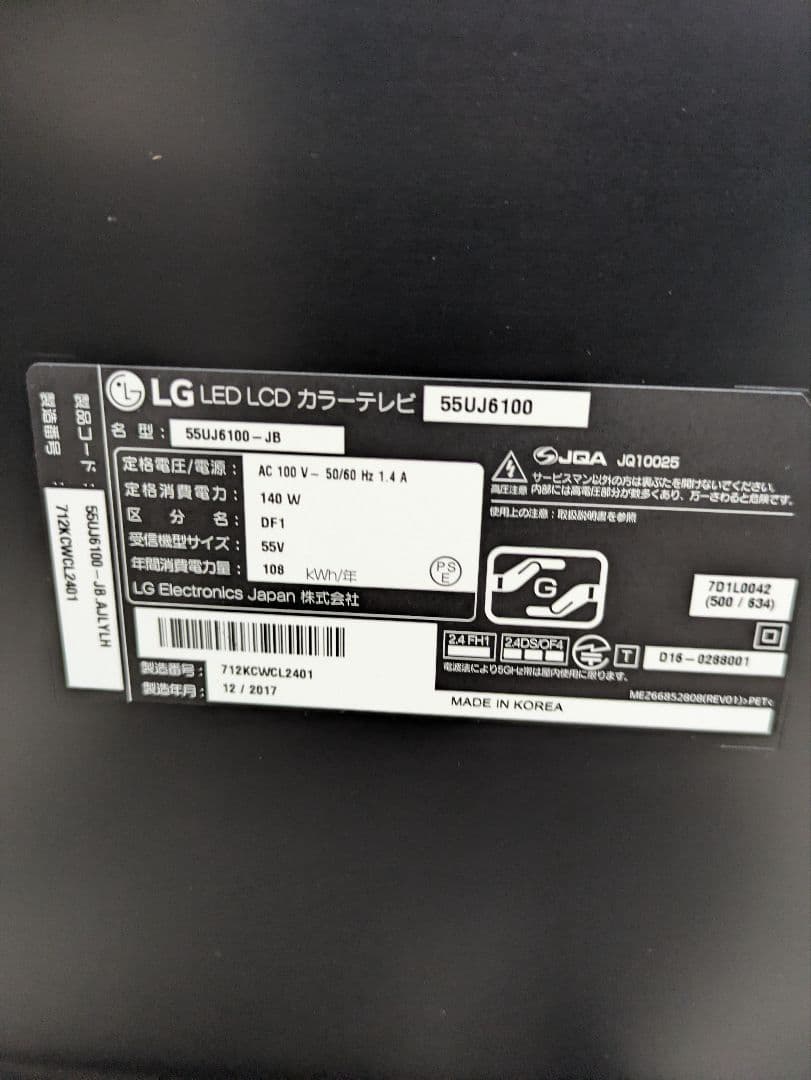 LG LED LCD カラーテレビ 55UJ6100
名 型 : 55UJ6100-JB
定格電圧/電源 : AC 100 V~ 50/60 Hz 1.4 A
定格消費電力 : 140 W
区 分 名 : DF1
受信機型サイズ : 55V
年間消費電力量 : 108 kWh/年
PS
E
LG Electronics Japan 株式会社
製造番号 : 712KCWCL2401
製造年月 : 12 / 2017
製品コード : 55UJ6100-JB.AJLYLH
製造番号 : 712KCWCL2401
JQA JQ10025
高圧注意
サービスマン以外の方は裏ぶたを開けないでください。
内部には高電圧部分が数多くあり、万一さわると危険です。
使用上の注意 : 取扱説明書を参照
G
7D1L0042
(500 / 634)
2.4 FH1 2.4DS/OF4
T D16-0288001
電波法により5GHz帯は屋内使用に限ります。
MEZ66852808(REV01)>PET<
MADE IN KOREA